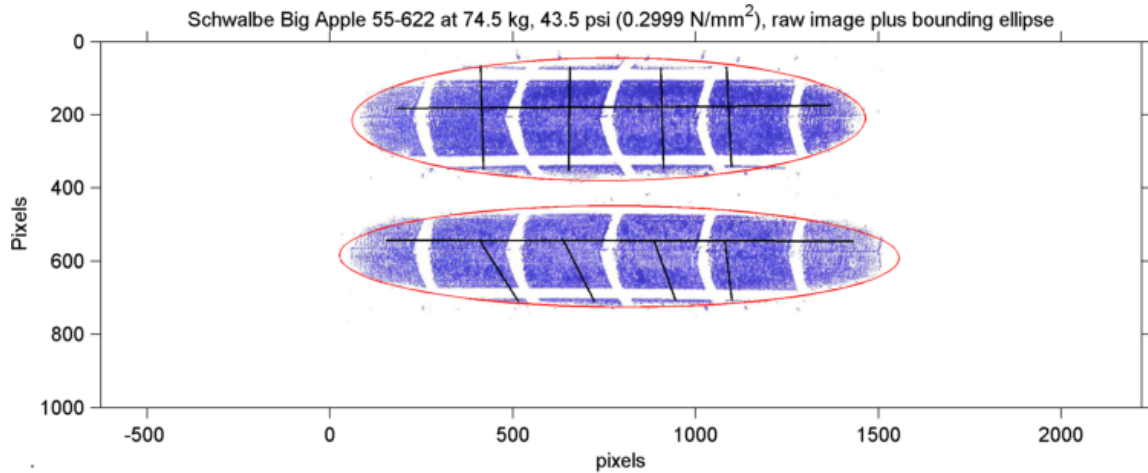 Schwalbe Big Apple 55-622 at 74.5 kg, 43.5 psi (0.2999 N/mm²), raw image plus bounding ellipse
0
200
400
600
800
1000
Pixels
-500 0 500 1000 1500 2000
pixels